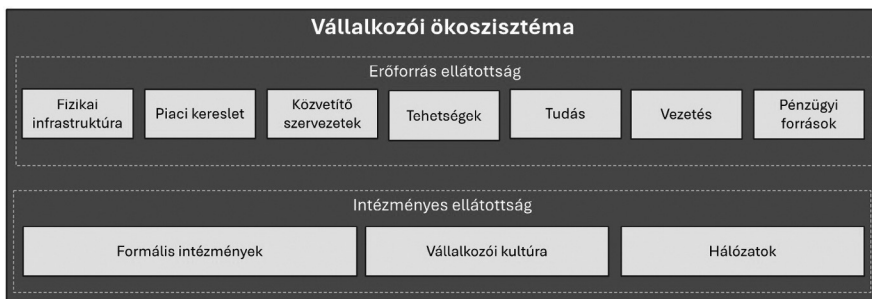 Vállalkozói ökoszisztéma
Erőforrás ellátottság
Fizikai
infrastruktúra
Piaci kereslet
Közvetítő
szervezetek
Tehetségek
Tudás
Vezetés
Pénzügyi
források
Intézményes ellátottság
Formális intézmények
Vállalkozói kultúra
Hálózatok